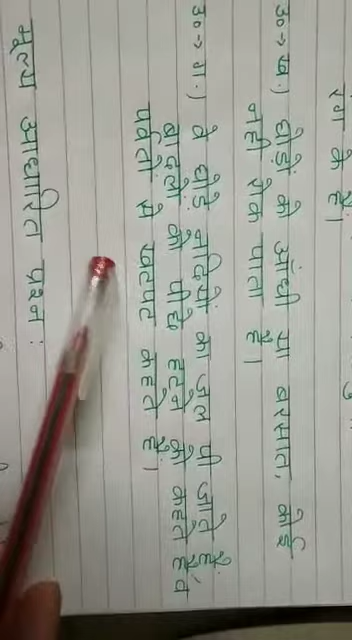 रंग के हैं।
उ०→ख.) घोड़े को आंधी या बरसात, कोई
नहीं रोक पाता है।
उ०→ग.) वे घोड़े नदियों का जल पी जाते हैं,
बादलों को पीछे हटने को कहते हैं व
पर्वतों से खटपट कहते हैं।
मूल्य आधारित प्रश्न: